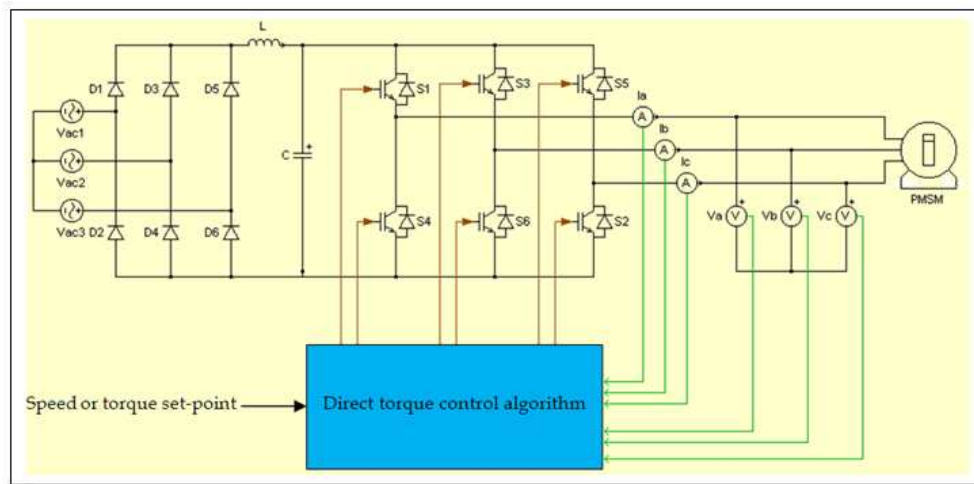 L
D1
D3
D5
S1
S3
S5
Ia
Vac1
Ib
Vac2
C
Ic
PMSM
Vac3
D2
D4
D6
S4
S6
S2
Va
Vb
Vc
A
A
A
V
V
V
Speed or torque set-point
Direct torque control algorithm